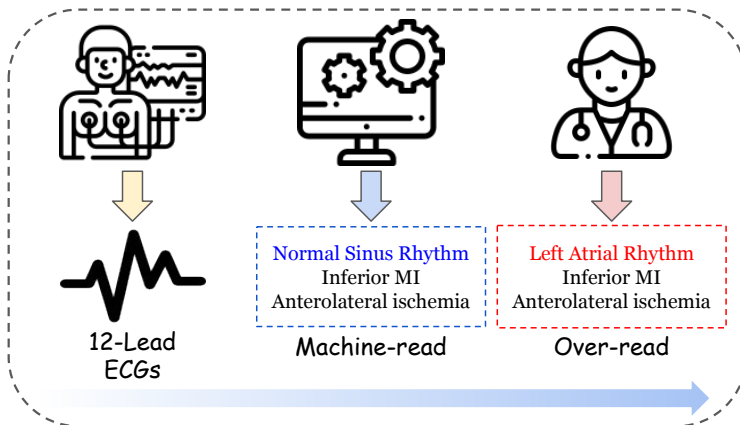 Normal Sinus Rhythm
Inferior MI
Anterolateral ischemia
Left Atrial Rhythm
Inferior MI
Anterolateral ischemia
12-Lead
ECGs
Machine-read
Over-read